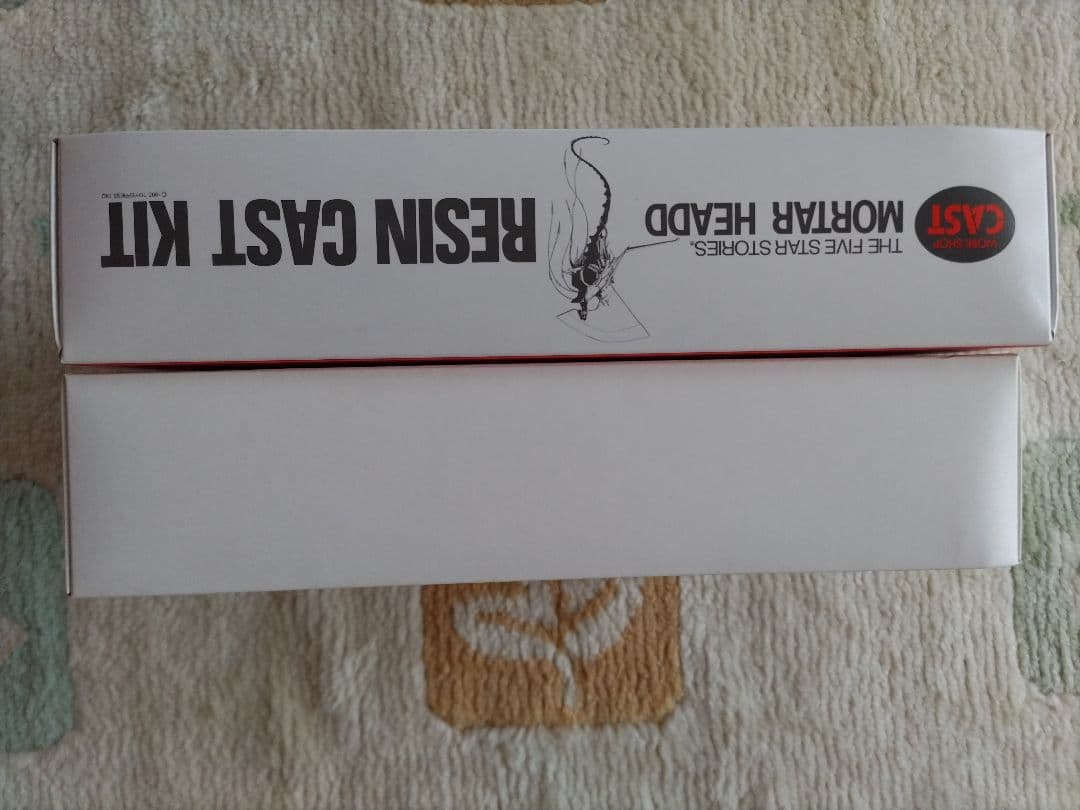 WORK SHOP
CAST
THE FIVE STAR STORIES®
MORTAR HEADD
RESIN CAST KIT